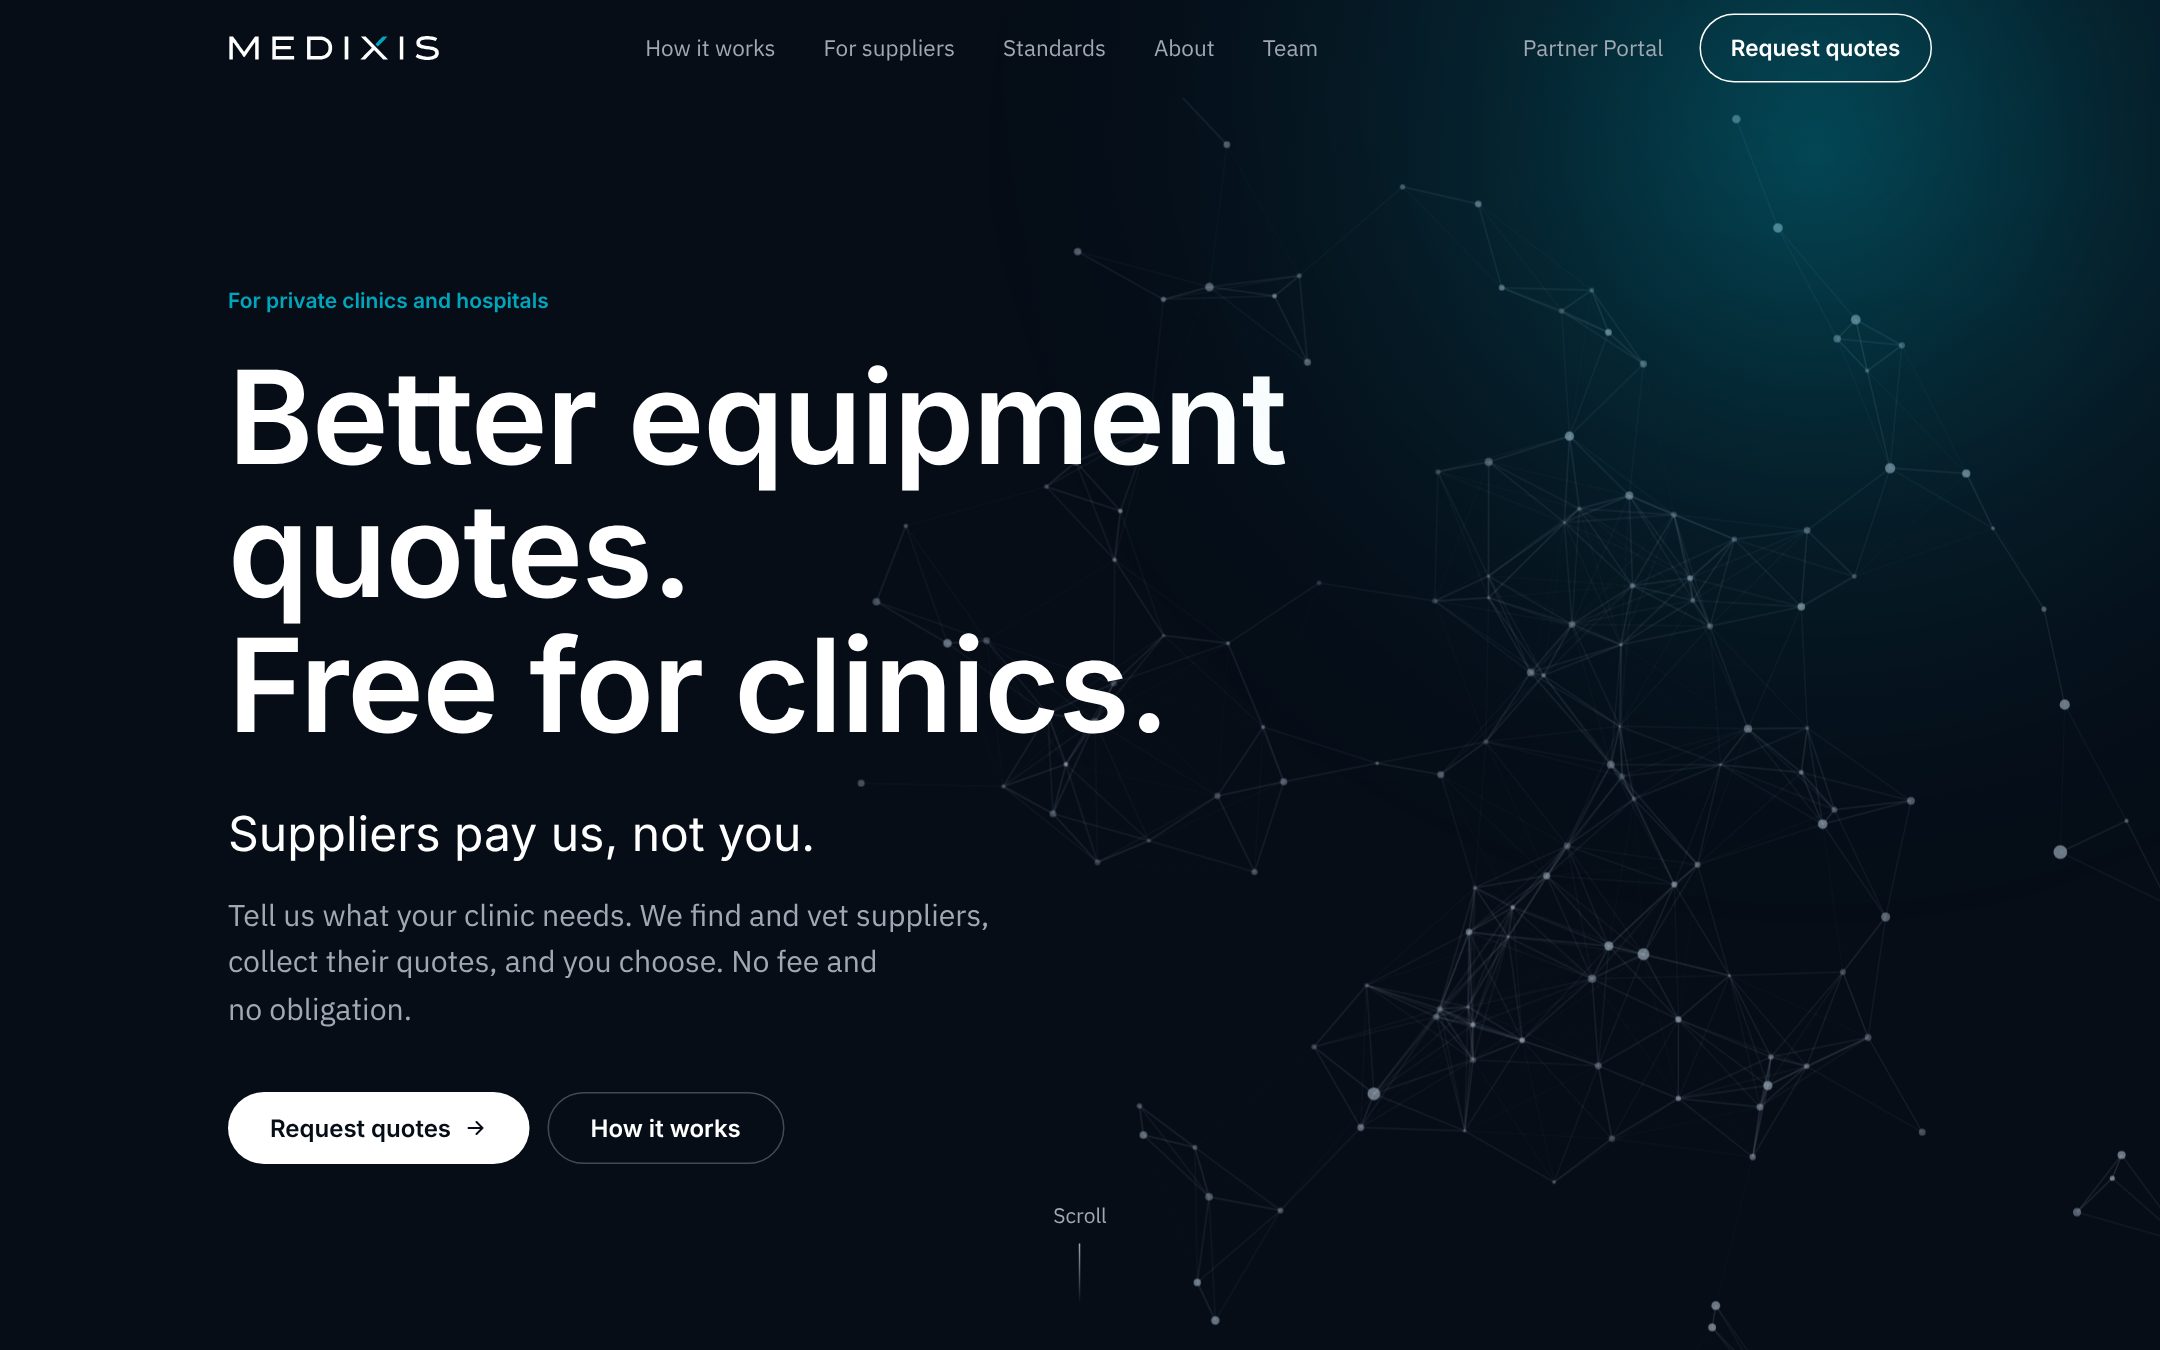 MEDIXIS
How it works
For suppliers
Standards
About
Team
Partner Portal
Request quotes
For private clinics and hospitals
Better equipment
quotes.
Free for clinics.
Suppliers pay us, not you.
Tell us what your clinic needs. We find and vet suppliers,
collect their quotes, and you choose. No fee and
no obligation.
Request quotes →
How it works
Scroll